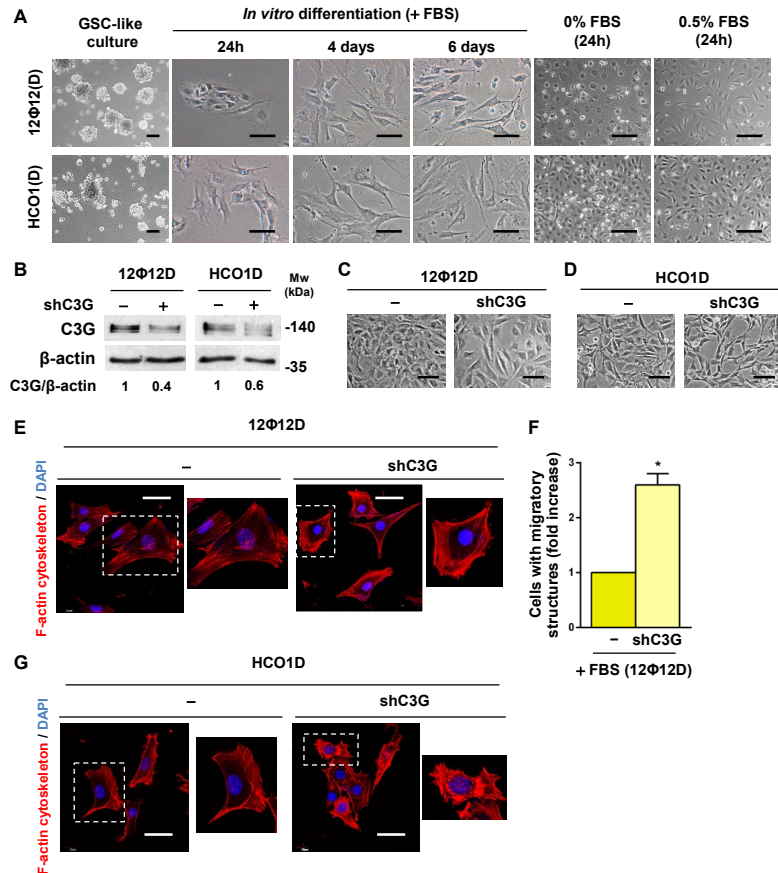 A
GSC-like
culture
In vitro differentiation (+ FBS)
24h
4 days
6 days
0% FBS
(24h)
0.5% FBS
(24h)
12Φ12(D)
HCO1(D)
B
12Φ12D
HCO1D
Mw
(kDa)
shC3G
– + – +
C3G
-140
β-actin
-35
C3G/β-actin 1 0.4 1 0.6
C
12Φ12D
– shC3G
D
HCO1D
– shC3G
E
12Φ12D
– shC3G
F-actin cytoskeleton / DAPI
F
Cells with migratory
structures (fold increase)
3
2
1
0
*
– shC3G
+ FBS (12Φ12D)
G
HCO1D
– shC3G
F-actin cytoskeleton / DAPI